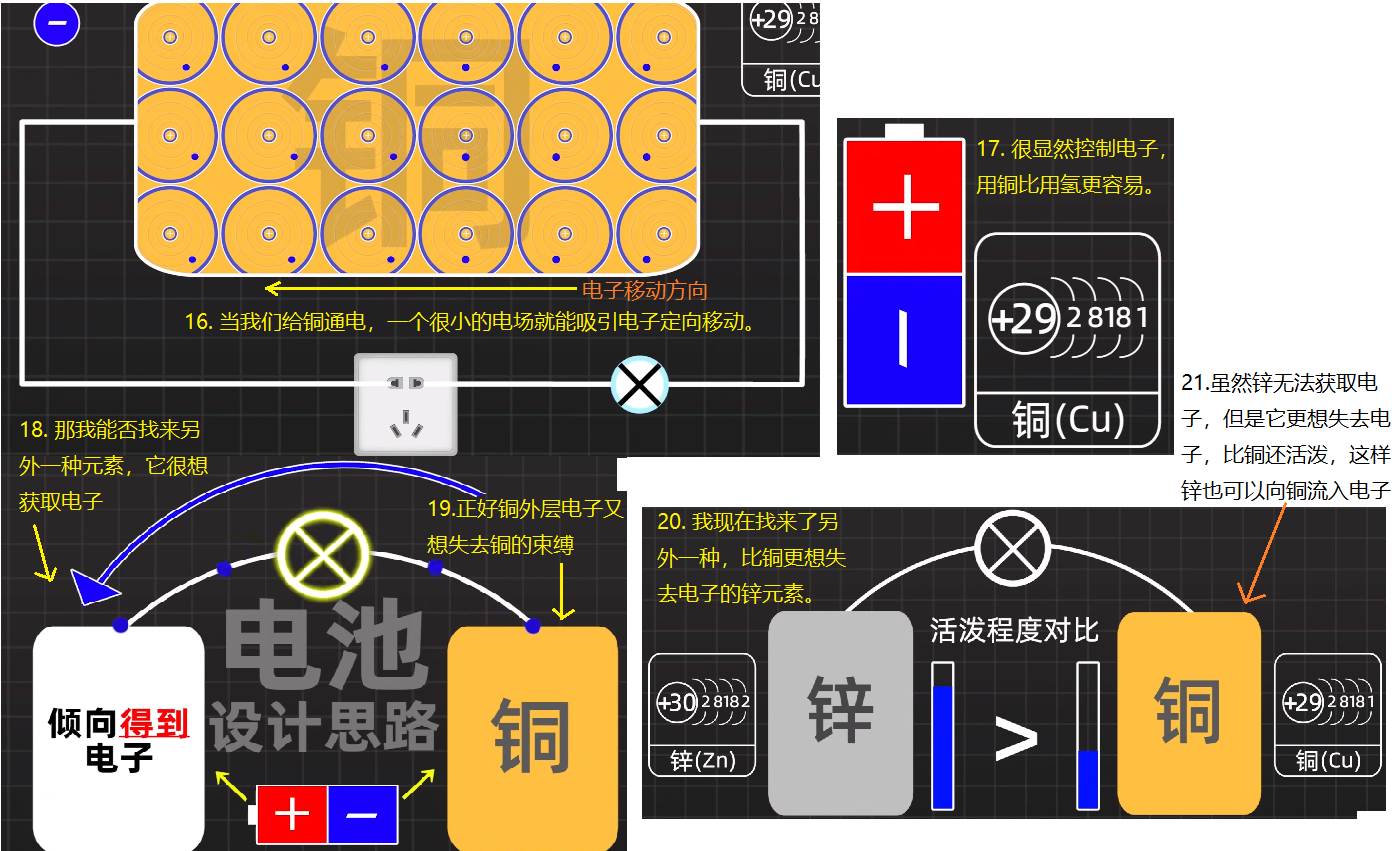 +29 2 8
铜(Cu
铜
电子移动方向
16. 当我们给铜通电，一个很小的电场就能吸引电子定向移动。
17. 很显然控制电子，
用铜比用氢更容易。
+29 2 8 18 1
铜(Cu)
18. 那我能否找来另
外一种元素，它很想
获取电子
19.正好铜外层电子又
想失去铜的束缚
电池
设计思路
倾向得到
电子
铜
+
−
20. 我现在找来了另
外一种，比铜更想失
去电子的锌元素。
21.虽然锌无法获取电
子，但是它更想失去电
子，比铜还活泼，这样
锌也可以向铜流入电子
活泼程度对比
锌
>
铜
+30 2 8 18 2
锌(Zn)
+29 2 8 18 1
铜(Cu)